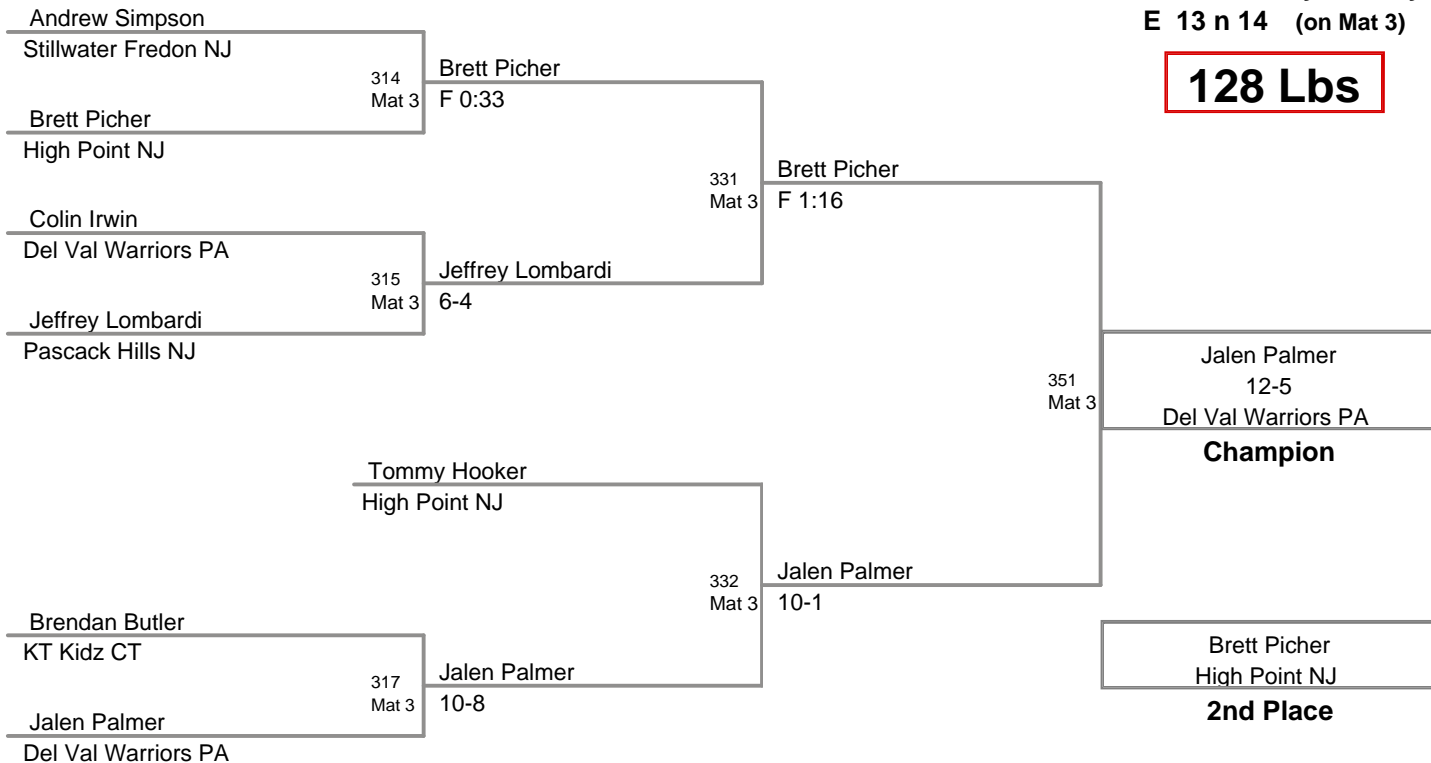 E 13 n 14 (on Mat 3)
128 Lbs
Andrew Simpson
Stillwater Fredon NJ
314
Mat 3
Brett Picher
F 0:33
Brett Picher
High Point NJ
331
Mat 3
Brett Picher
F 1:16
Colin Irwin
Del Val Warriors PA
315
Mat 3
Jeffrey Lombardi
6-4
Jeffrey Lombardi
Pascack Hills NJ
351
Mat 3
Jalen Palmer
12-5
Del Val Warriors PA
Champion
Tommy Hooker
High Point NJ
332
Mat 3
Jalen Palmer
10-1
Brendan Butler
KT Kidz CT
317
Mat 3
Jalen Palmer
10-8
Jalen Palmer
Del Val Warriors PA
Brett Picher
High Point NJ
2nd Place